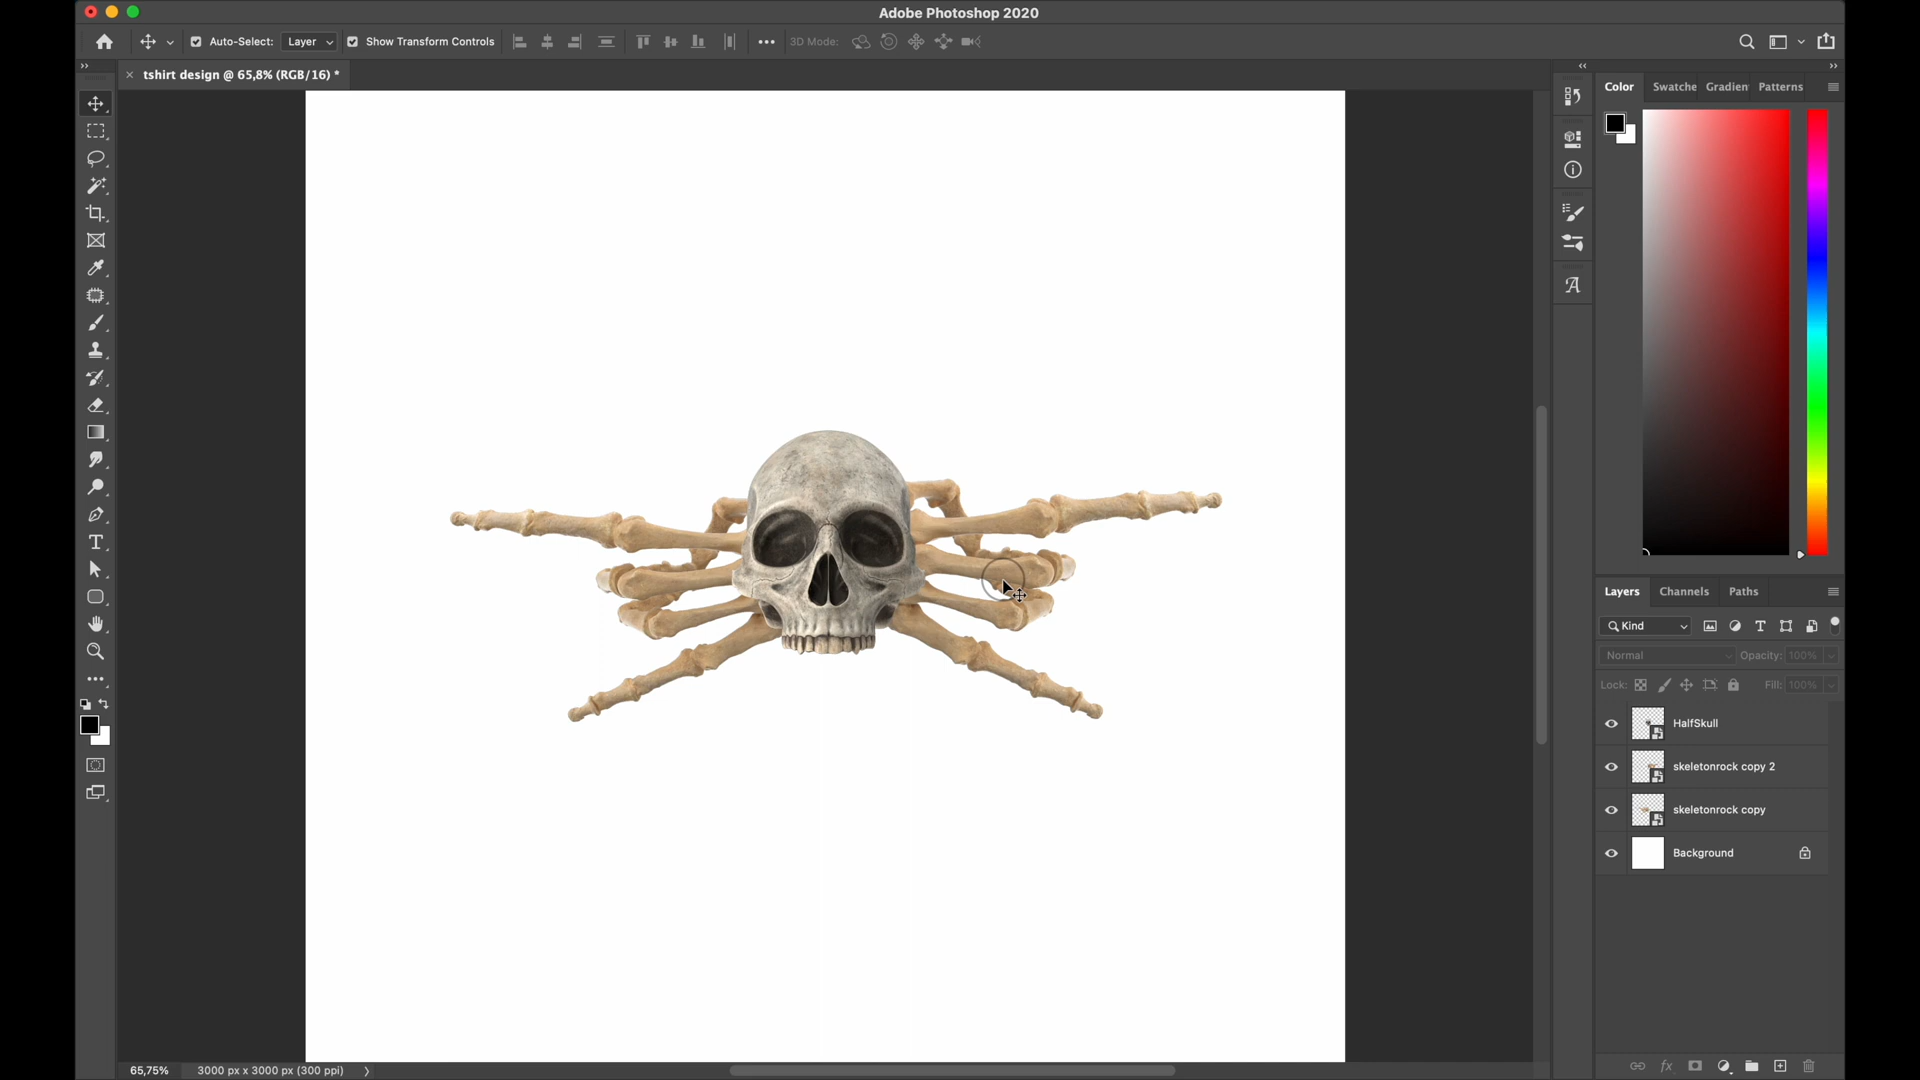 Adobe Photoshop 2020
Auto-Select: Layer Show Transform Controls 3D Mode:
tshirt design @ 65,8% (RGB/16) *
Color Swatche Gradien Patterns
Layers Channels Paths
Kind
Normal Opacity: 100%
Lock: Fill: 100%
HalfSkull
skeletonrock copy 2
skeletonrock copy
Background
65,75% 3000 px x 3000 px (300 ppi)